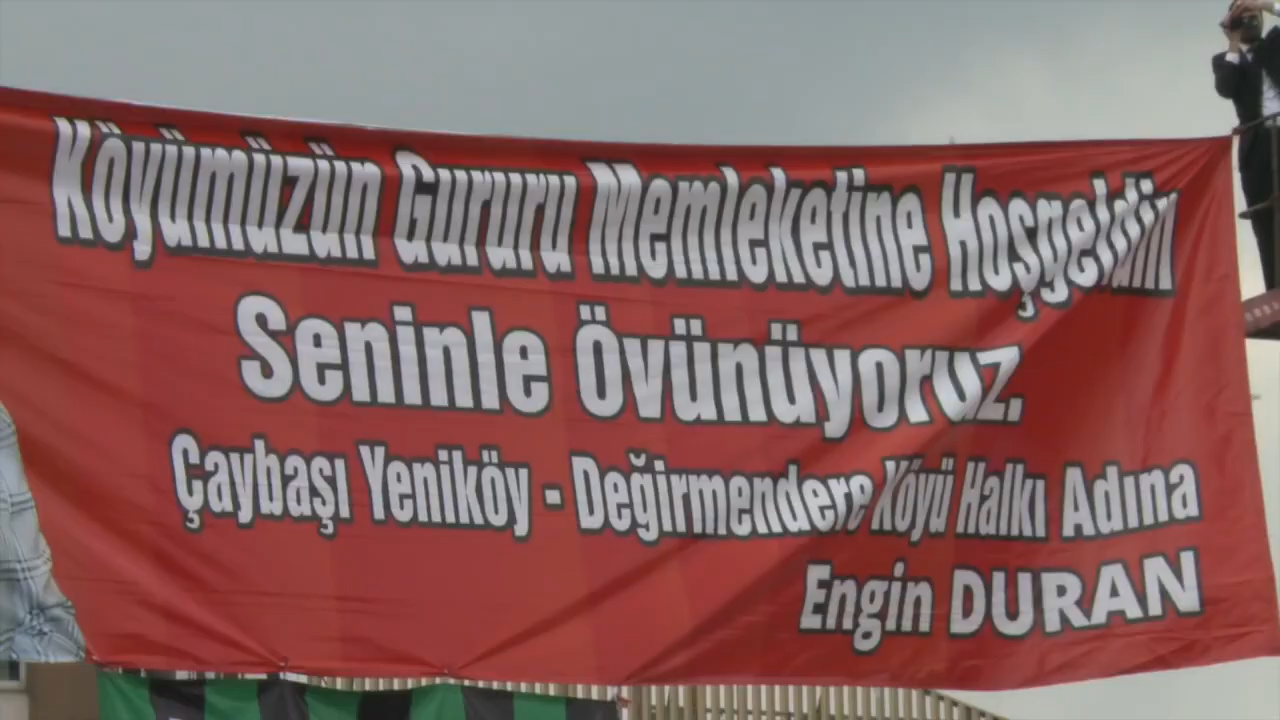 Köyümüzün Gururu Memleketine Hoşgeldin
Seninle Övünüyoruz.
Çaybaşı Yeniköy - Değirmendere Köyü Halkı Adına
Engin DURAN